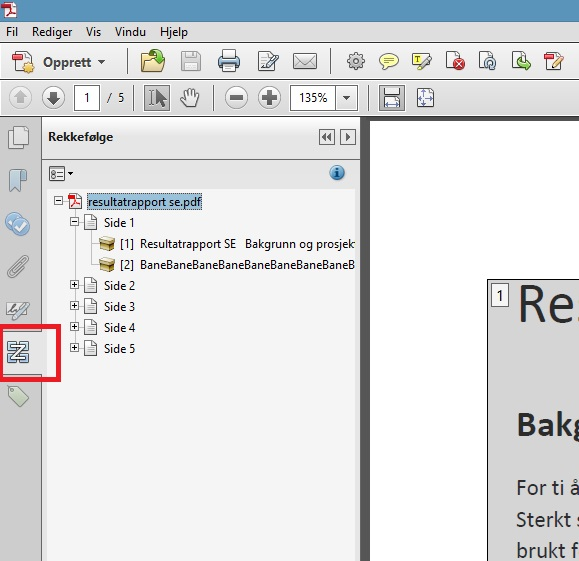 Fil Rediger Vis Vindu Hjelp
Opprett
1 / 5 135%
Rekkefølge
resultatrapport se.pdf
Side 1
[1] Resultatrapport SE Bakgrunn og prosjek
[2] BaneBaneBaneBaneBaneBaneBaneBaneB
Side 2
Side 3
Side 4
Side 5
1 Res
Bakg
For ti å
Sterkt s
brukt f